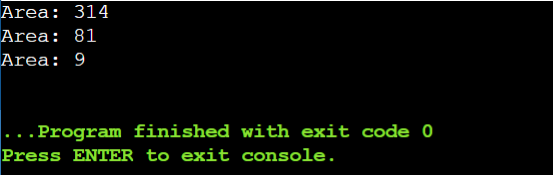 Area: 314
Area: 81
Area: 9
...Program finished with exit code 0
Press ENTER to exit console.